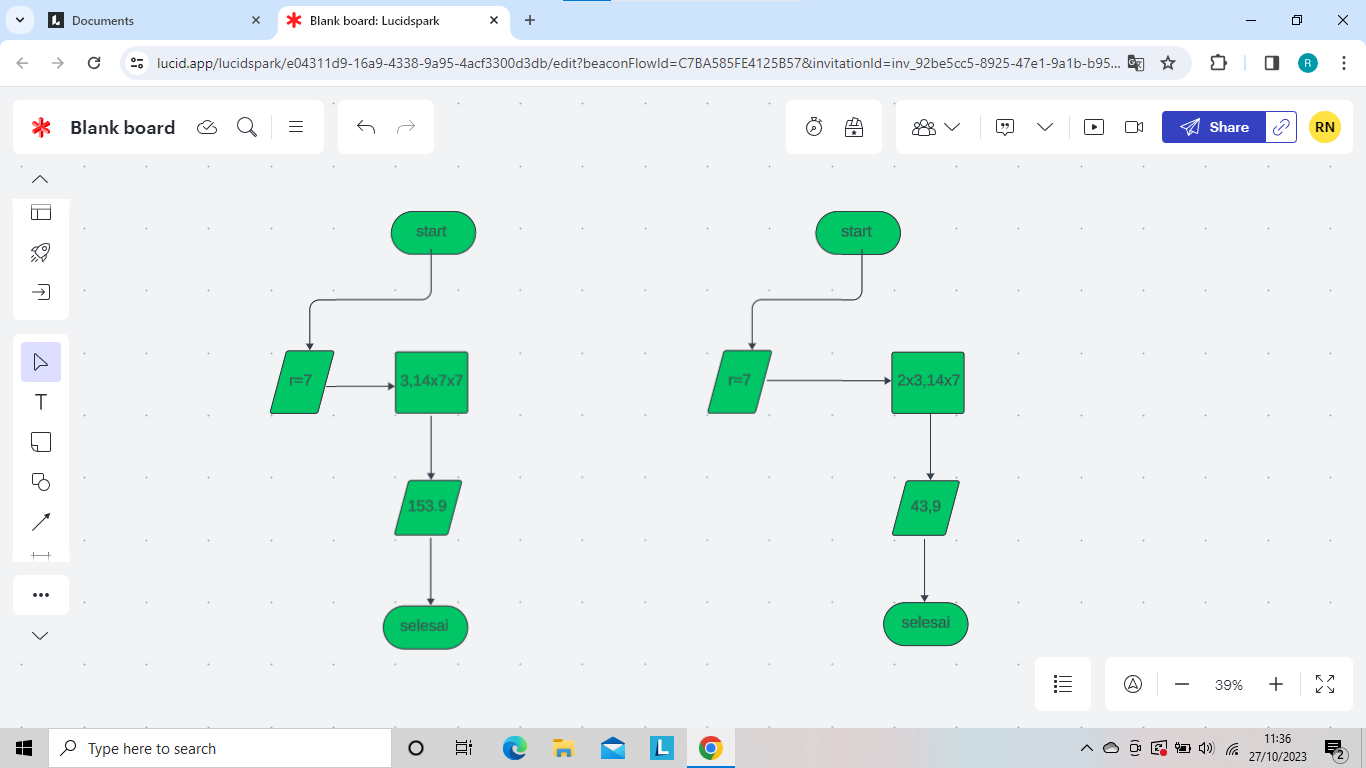 Documents
Blank board: Lucidspark
lucid.app/lucidspark/e04311d9-16a9-4338-9a95-4acf3300d3db/edit?beaconFlowId=C7BA585FE4125B57&invitationId=inv_92be5cc5-8925-47e1-9a1b-b95...
R
Blank board
Share
RN
T
start
start
r=7
3,14x7x7
r=7
2x3,14x7
153.9
43,9
selesai
selesai
39%
Type here to search
L
11:36
27/10/2023
2